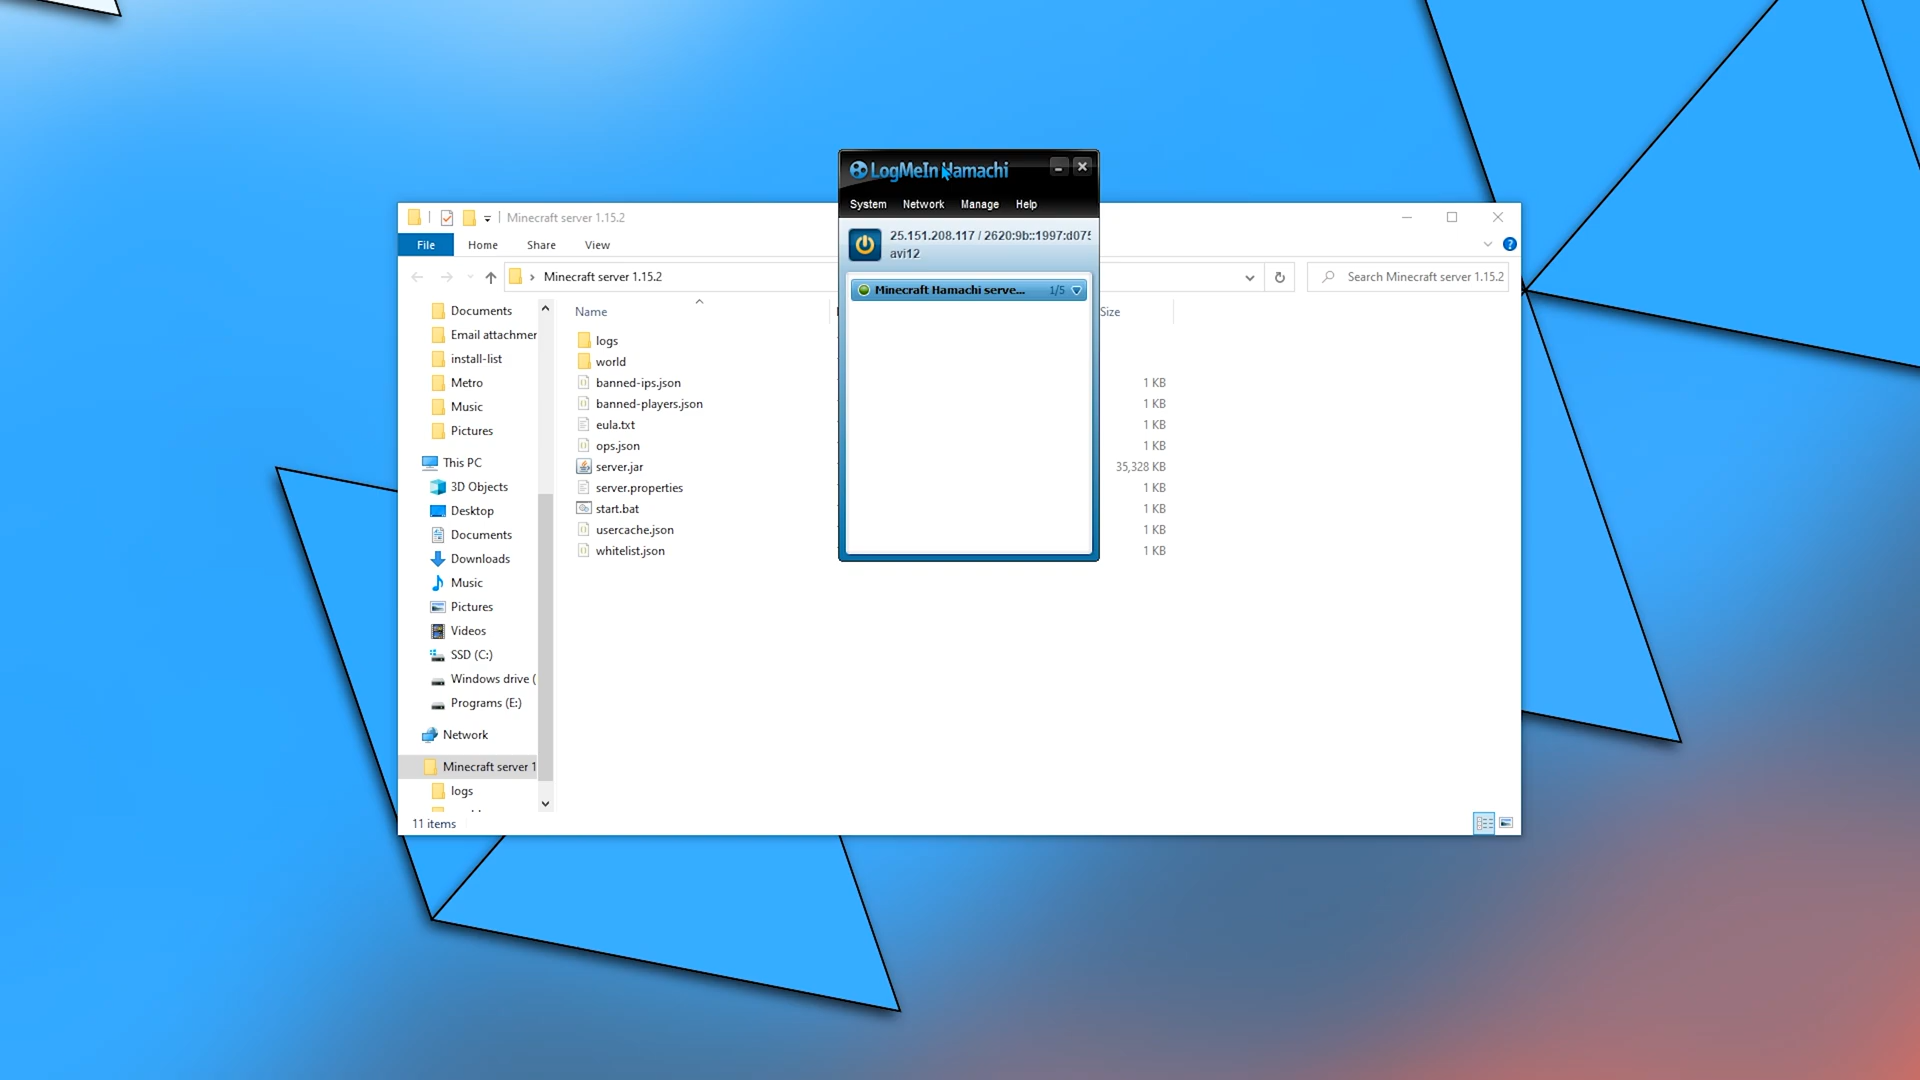 LogMeIn Hamachi
System Network Manage Help
25.151.208.117 / 2620:9b::1997:d075
avi12
Minecraft Hamachi serve... 1/5
Minecraft server 1.15.2
File Home Share View
Minecraft server 1.15.2
Search Minecraft server 1.15.2
Documents
Email attachmer
install-list
Metro
Music
Pictures
This PC
3D Objects
Desktop
Documents
Downloads
Music
Pictures
Videos
SSD (C:)
Windows drive (
Programs (E:)
Network
Minecraft server 1
logs
Name Size
logs
world
banned-ips.json 1 KB
banned-players.json 1 KB
eula.txt 1 KB
ops.json 1 KB
server.jar 35,328 KB
server.properties 1 KB
start.bat 1 KB
usercache.json 1 KB
whitelist.json 1 KB
11 items